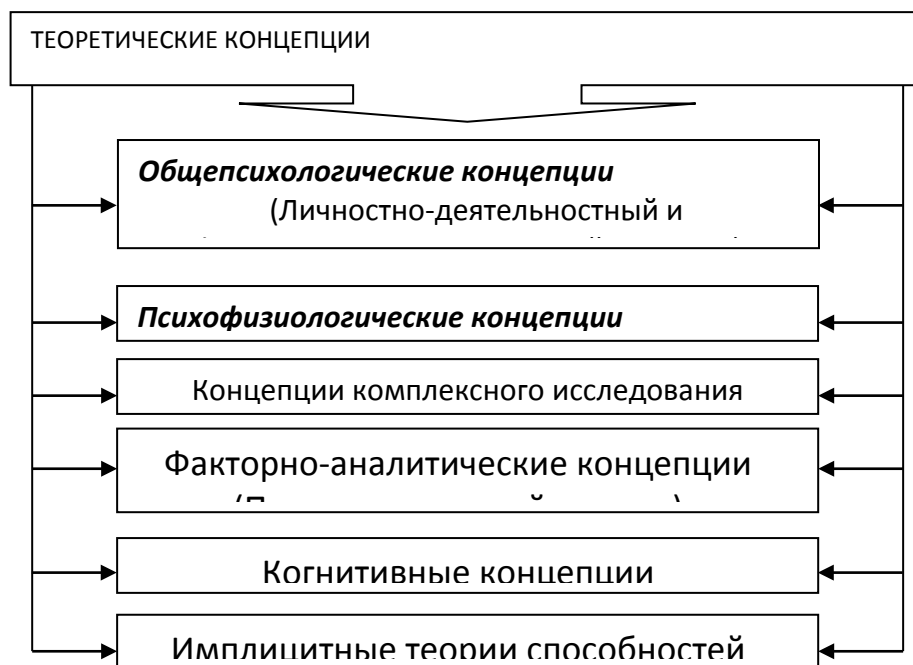 ТЕОРЕТИЧЕСКИЕ КОНЦЕПЦИИ
Общепсихологические концепции
(Личностно-деятельностный и
Психофизиологические концепции
Концепции комплексного исследования
Факторно-аналитические концепции
Когнитивные концепции
Имплицитные теории способностей